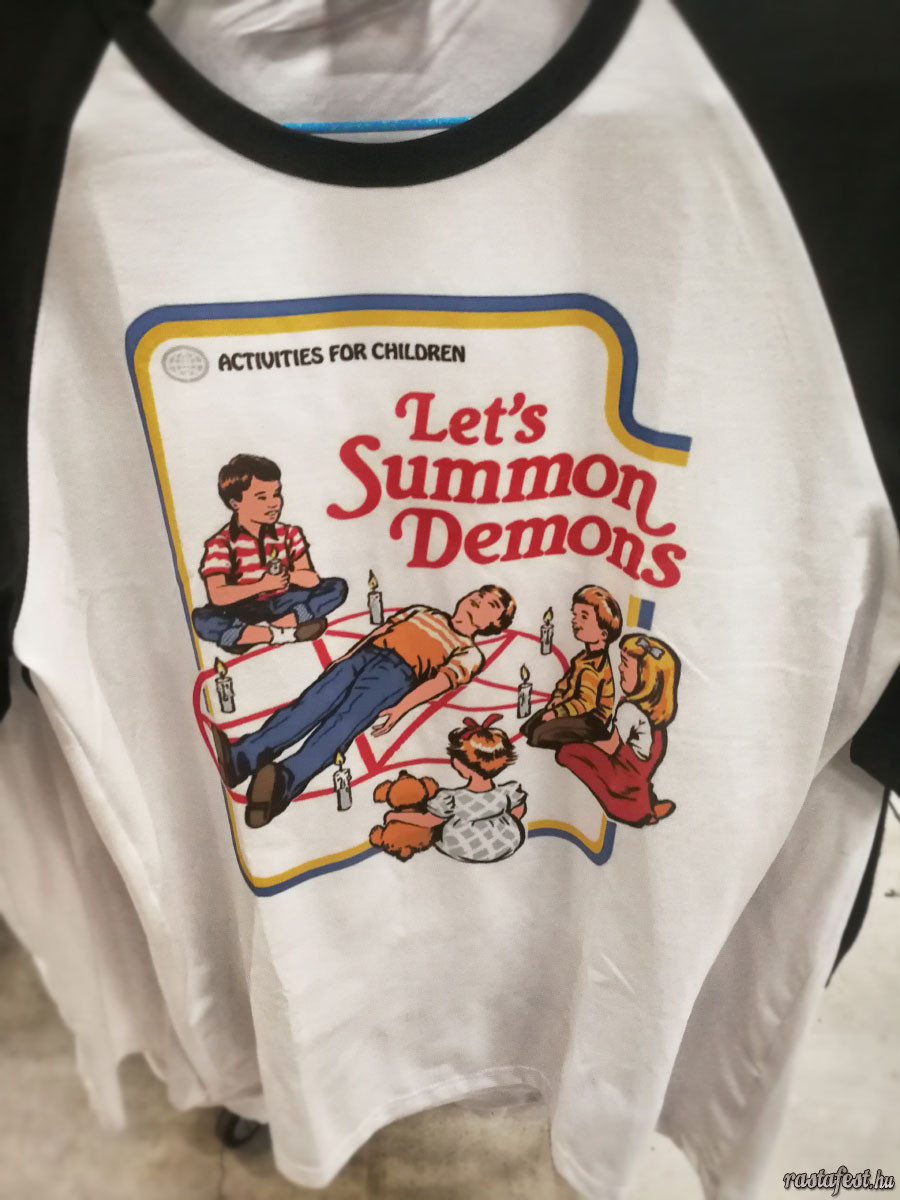 ACTIVITIES FOR CHILDREN
Let's
Summon
Demons
rastafest.hu